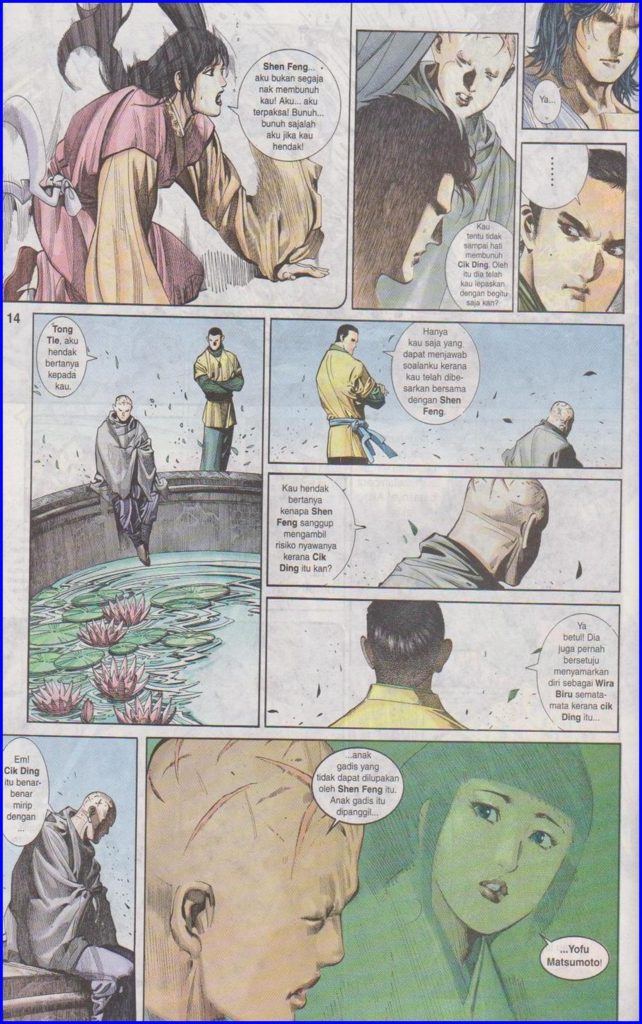 Shen Feng...
aku bukan segaja
nak membunuh
kau! Aku... aku
terpaksa! Bunuh...
bunuh sajalah
aku jika kau
hendak!
Kau
tentu tidak
sampai hati
membunuh
Cik Ding. Oleh
itu dia telah
kau lepaskan
dengan begitu
saja kan?
Ya...
......
14
Tong
Tie, aku
hendak
bertanya
kepada
kau.
Hanya
kau saja yang
dapat menjawab
soalanku kerana
kau telah dibe-
sarkan bersama
dengan Shen
Feng.
Kau hendak
bertanya
kenapa Shen
Feng sanggup
mengambil
risiko nyawanya
kerana Cik
Ding itu kan?
Ya
betul! Dia
juga pernah
bersetuju
menyamarkan
diri sebagai Wira
Biru semata-
mata kerana cik
Ding itu...
Em!
Cik Ding
itu benar-
benar
mirip
dengan
...
...anak
gadis yang
tidak dapat dilupakan
oleh Shen Feng itu.
Anak gadis itu
dipanggil...
...Yofu
Matsumoto!